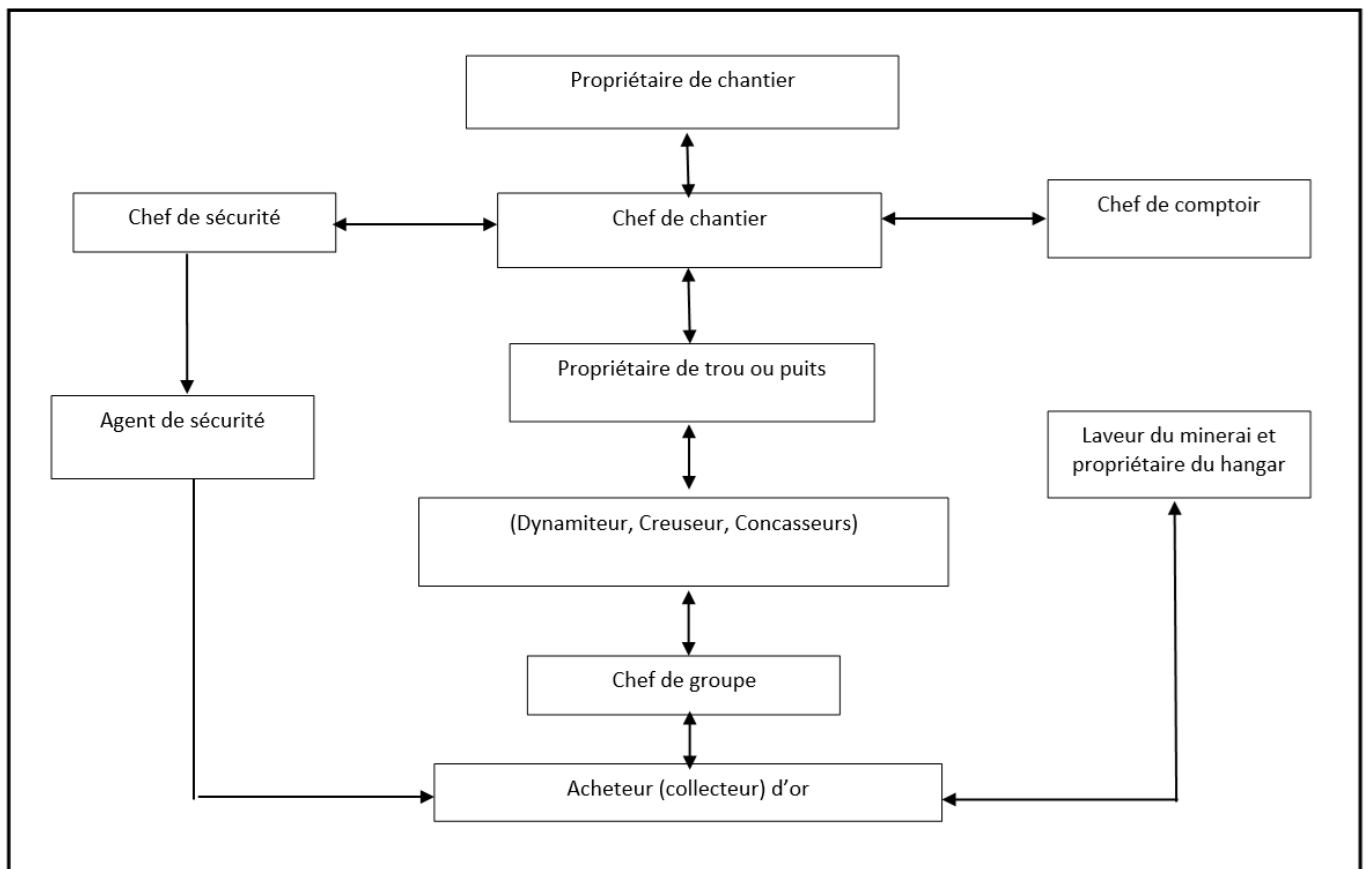 Propriétaire de chantier
Chef de sécurité
Chef de chantier
Chef de comptoir
Propriétaire de trou ou puits
Agent de sécurité
Laveur du minerai et
propriétaire du hangar
(Dynamiteur, Creuseur, Concasseurs)
Chef de groupe
Acheteur (collecteur) d’or